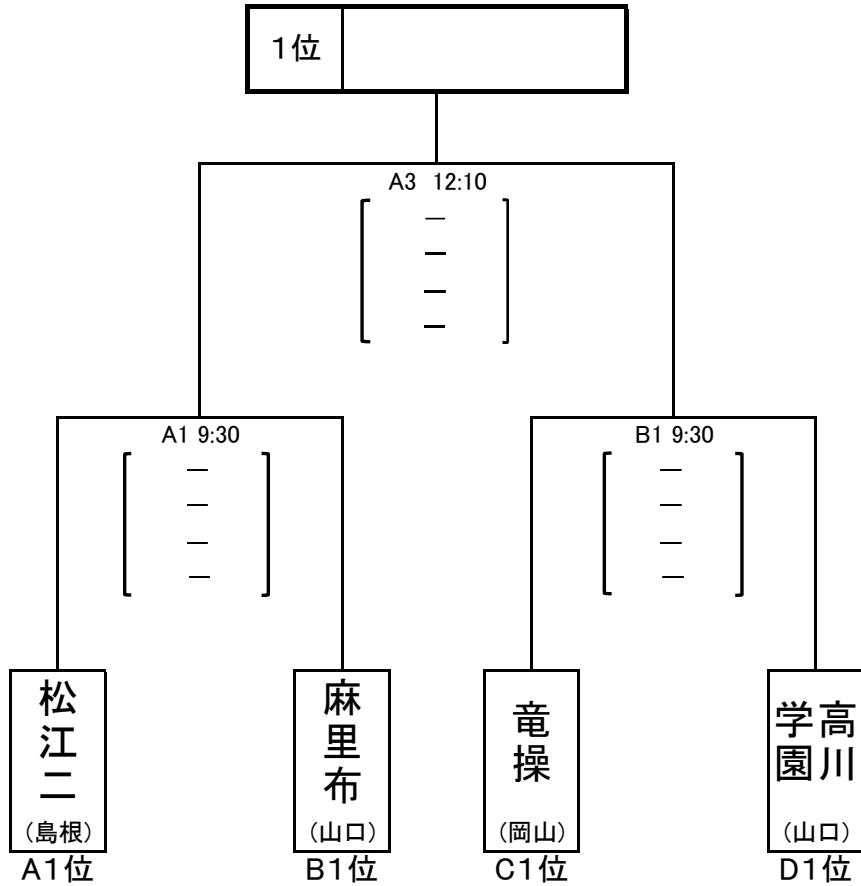 1位
A3 12:10
—
—
—
—
A1 9:30
—
—
—
—
B1 9:30
—
—
—
—
松江二
(島根)
A1位
麻里布
(山口)
B1位
竜操
(岡山)
C1位
高川
学園
(山口)
D1位